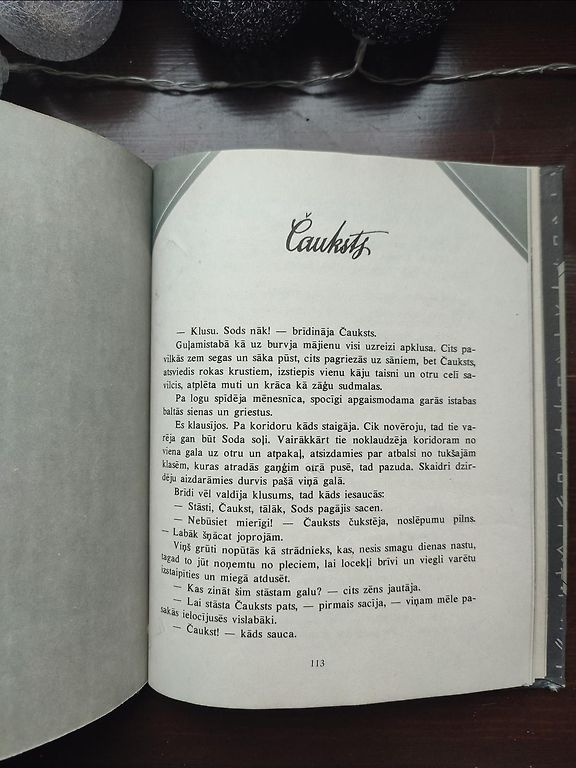 Čauksts
— Klusu. Sods nāk! — brīdināja Čauksts.
Guļamistabā kā uz burvja mājienu visi uzreizi apklusa. Cits pa-
vilkās zem segas un sāka pūst, cits pagriezās uz sāniem, bet Čauksts,
atsviedis rokas krustiem, izstiepis vienu kāju taisni un otru celī sa-
vilcis, atplēta muti un krāca kā zāģu sudmalas.
Pa logu spīdēja mēnesnīca, spocīgi apgaismodama garās istabas
baltās sienas un griestus.
Es klausījos. Pa koridoru kāds staigāja. Cik novēroju, tad tie va-
rēja gan būt Soda soļi. Vairākkārt tie noklaudzēja koridoram no
viena gala uz otru un atpakaļ, atsizdamies par atbalsi no tukšajām
klasēm, kuras atradās gaņģim otrā pusē, tad pazuda. Skaidri dzir-
dēju aizdarāmies durvis pašā viņā galā.
Brīdi vēl valdīja klusums, tad kāds iesaucās:
— Stāsti, Čaukst, tālāk, Sods pagājis sacen.
— Nebūsiet mierīgi! — Čauksts čukstēja, noslēpumu pilns.
— Labāk šņācat joprojām.
Viņš grūti nopūtās kā strādnieks, kas, nesis smagu dienas nastu,
tagad to jūt noņemtu no pleciem, lai locekļi brīvi un viegli varētu
izstaipīties un miegā atdusēt.
— Kas zināt šim stāstam galu? — cits zēns jautāja.
— Lai stāsta Čauksts pats, — pirmais sacīja, — viņam mēle pa-
sakās ielocījusēs vislabāki.
— Čaukst! — kāds sauca.
113